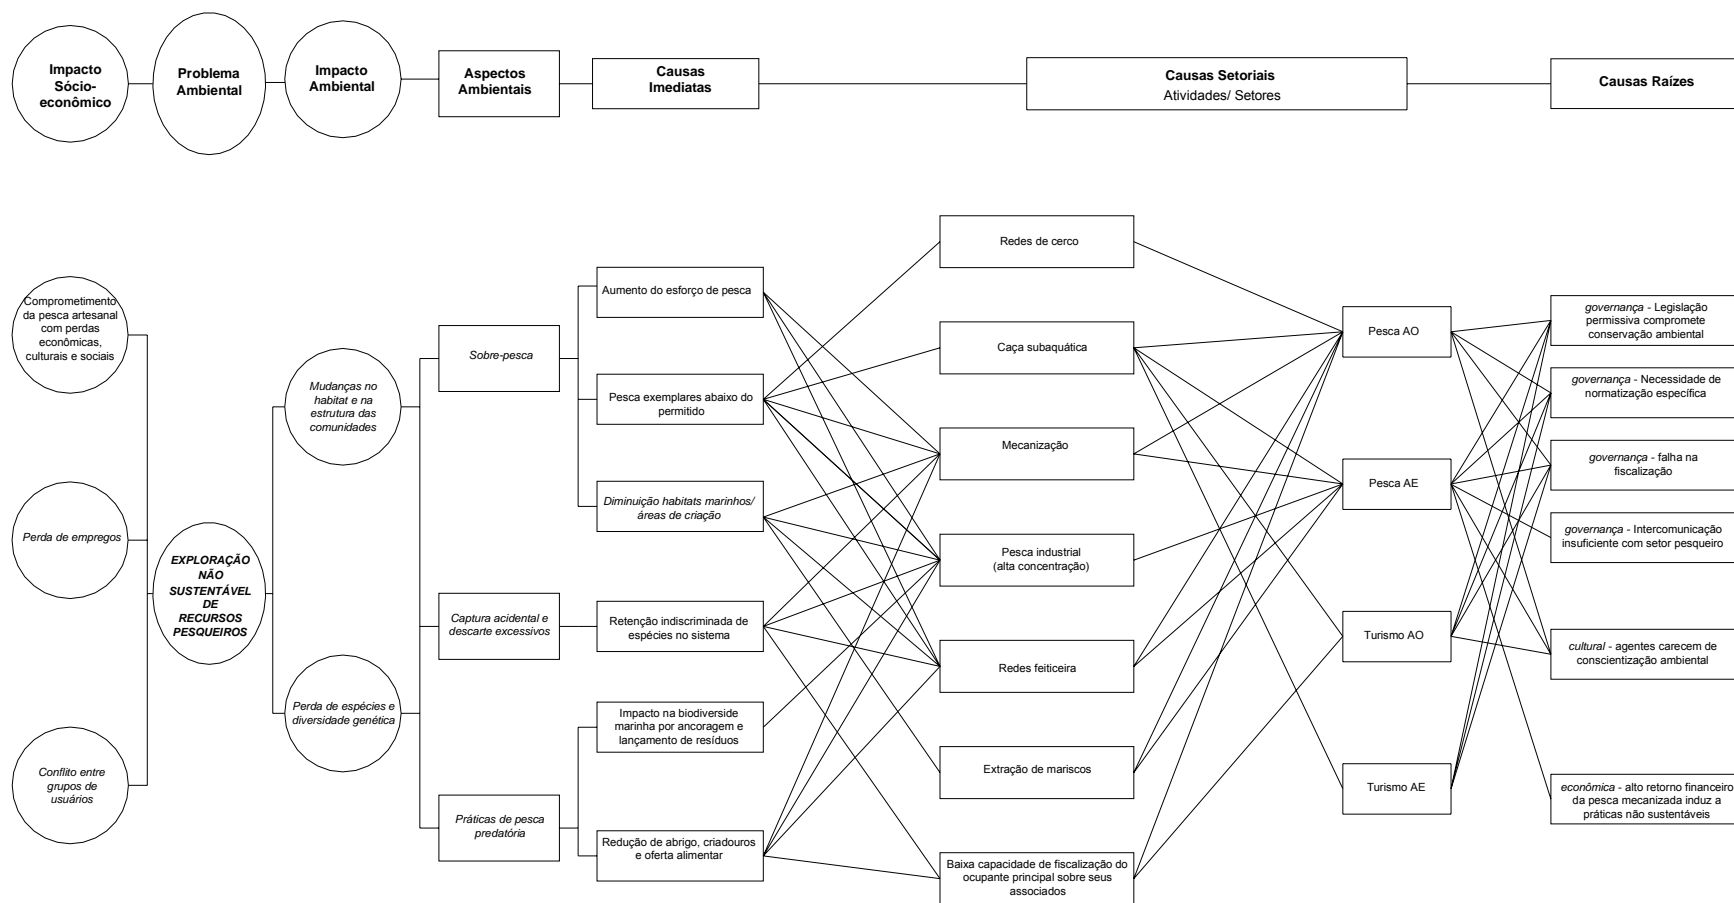 Impacto
Sócio-
econômico
Problema
Ambiental
Impacto
Ambiental
Aspectos
Ambientais
Causas
Imediatas
Causas Setoriais
Atividades/ Setores
Causas Raízes
Comprometimento
da pesca artesanal
com perdas
econômicas,
culturais e sociais
Perda de empregos
Conflito entre
grupos de
usuários
EXPLORAÇÃO
NÃO
SUSTENTÁVEL
DE
RECURSOS
PESQUEIROS
Mudanças no
habitat e na
estrutura das
comunidades
Perda de espécies e
diversidade genética
Sobre-pesca
Captura acidental e
descarte excessivos
Práticas de pesca
predatória
Aumento do esforço de pesca
Pesca exemplares abaixo do
permitido
Diminuição habitats marinhos/
áreas de criação
Retenção indiscriminada de
espécies no sistema
Impacto na biodiverside
marinha por ancoragem e
lançamento de resíduos
Redução de abrigo, criadouros
e oferta alimentar
Redes de cerco
Caça subaquática
Mecanização
Pesca industrial
(alta concentração)
Redes feiticeira
Extração de mariscos
Baixa capacidade de fiscalização do
ocupante principal sobre seus
associados
Pesca AO
Pesca AE
Turismo AO
Turismo AE
governança - Legislação
permissiva compromete
conservação ambiental
governança - Necessidade de
normatização específica
governança - falha na
fiscalização
governança - Intercomunicação
insuficiente com setor pesqueiro
cultural - agentes carecem de
conscientização ambiental
econômica - alto retorno financeiro
da pesca mecanizada induz a
práticas não sustentáveis